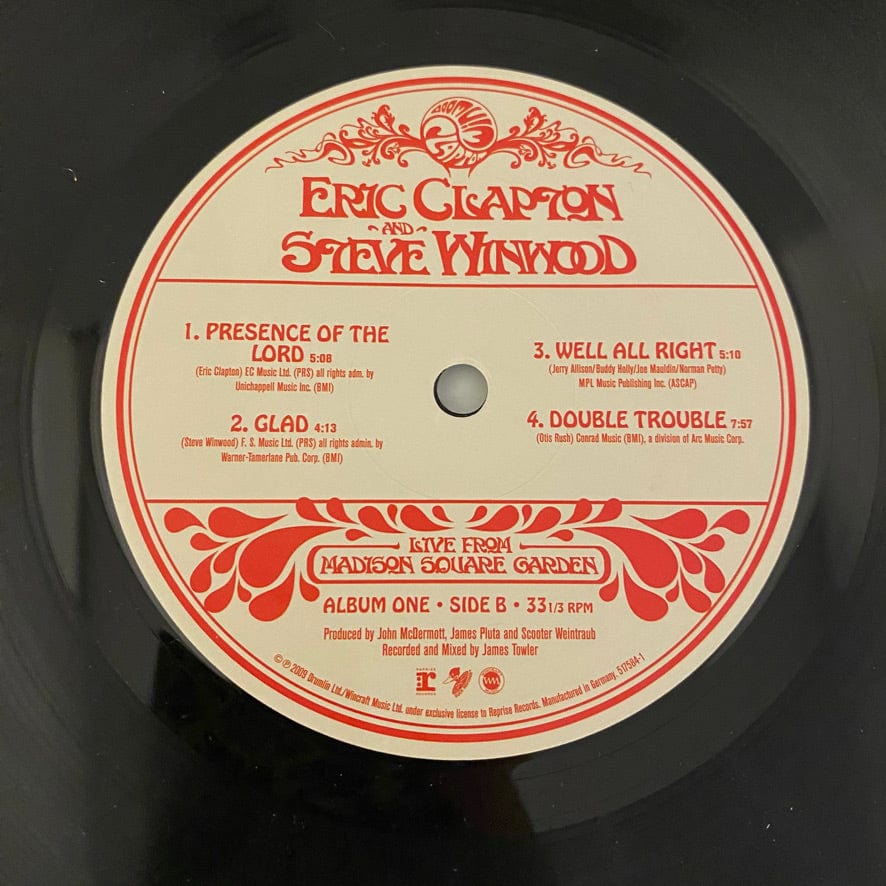 ERIC CLAPTON
AND
STEVE WINWOOD
1. PRESENCE OF THE
LORD 5:08
(Eric Clapton) EC Music Ltd. (PRS) all rights adm. by
Unichappell Music Inc. (BMI)
2. GLAD 4:13
(Steve Winwood) F. S. Music Ltd. (PRS) all rights admin. by
Warner-Tamerlane Pub. Corp. (BMI)
3. WELL ALL RIGHT 5:10
(Jerry Allison/Buddy Holly/Joe Mauldin/Norman Petty)
MPL Music Publishing Inc. (ASCAP)
4. DOUBLE TROUBLE 7:57
(Otis Rush) Conrad Music (BMI), a division of Arc Music Corp.
LIVE FROM
MADISON SQUARE GARDEN
ALBUM ONE • SIDE B • 33 1/3 RPM
Produced by John McDermott, James Pluta and Scooter Weintraub
Recorded and Mixed by James Towler
REPRISE
r
RECORDS
© ℗ 2009 Drumlin Ltd./Wincraft Music Ltd. under exclusive license to Reprise Records. Manufactured in Germany. 517584-1